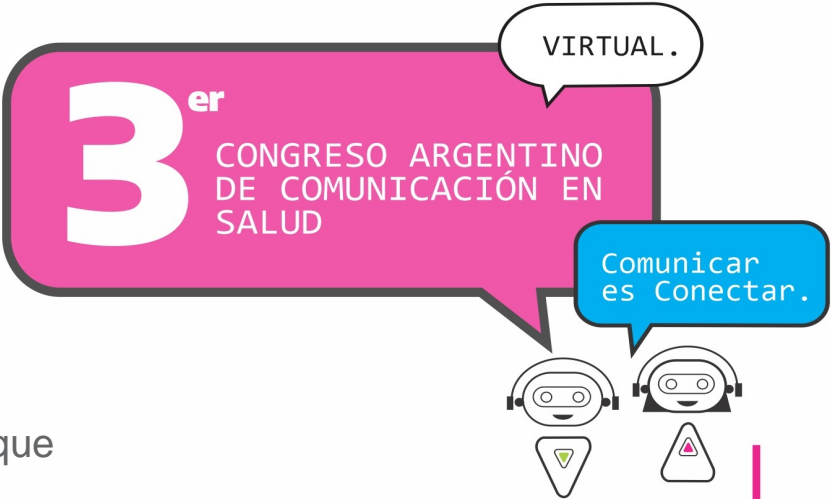 VIRTUAL.
3er
CONGRESO ARGENTINO
DE COMUNICACIÓN EN
SALUD
Comunicar
es Conectar.
que